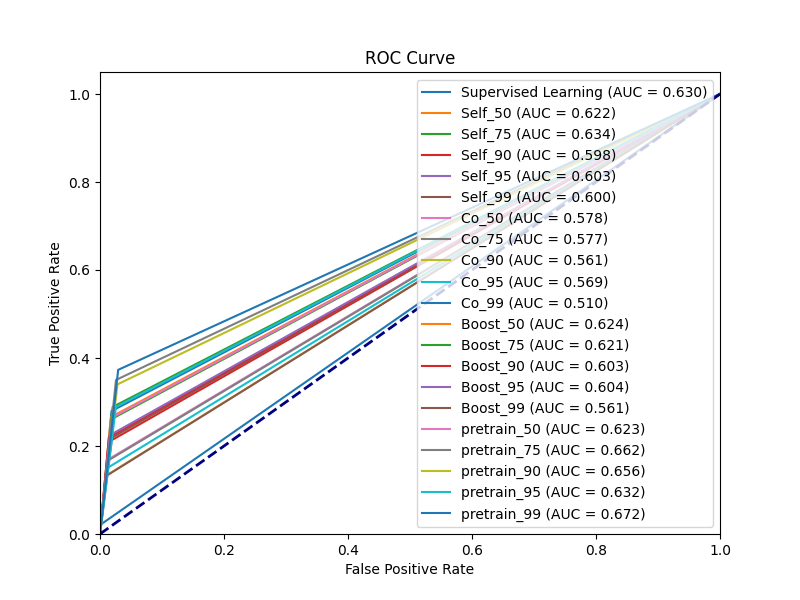 ROC Curve
True Positive Rate
1.0
0.8
0.6
0.4
0.2
0.0
Supervised Learning (AUC = 0.630)
Self_50 (AUC = 0.622)
Self_75 (AUC = 0.634)
Self_90 (AUC = 0.598)
Self_95 (AUC = 0.603)
Self_99 (AUC = 0.600)
Co_50 (AUC = 0.578)
Co_75 (AUC = 0.577)
Co_90 (AUC = 0.561)
Co_95 (AUC = 0.569)
Co_99 (AUC = 0.510)
Boost_50 (AUC = 0.624)
Boost_75 (AUC = 0.621)
Boost_90 (AUC = 0.603)
Boost_95 (AUC = 0.604)
Boost_99 (AUC = 0.561)
pretrain_50 (AUC = 0.623)
pretrain_75 (AUC = 0.662)
pretrain_90 (AUC = 0.656)
pretrain_95 (AUC = 0.632)
pretrain_99 (AUC = 0.672)
0.0 0.2 0.4 0.6 0.8 1.0
False Positive Rate